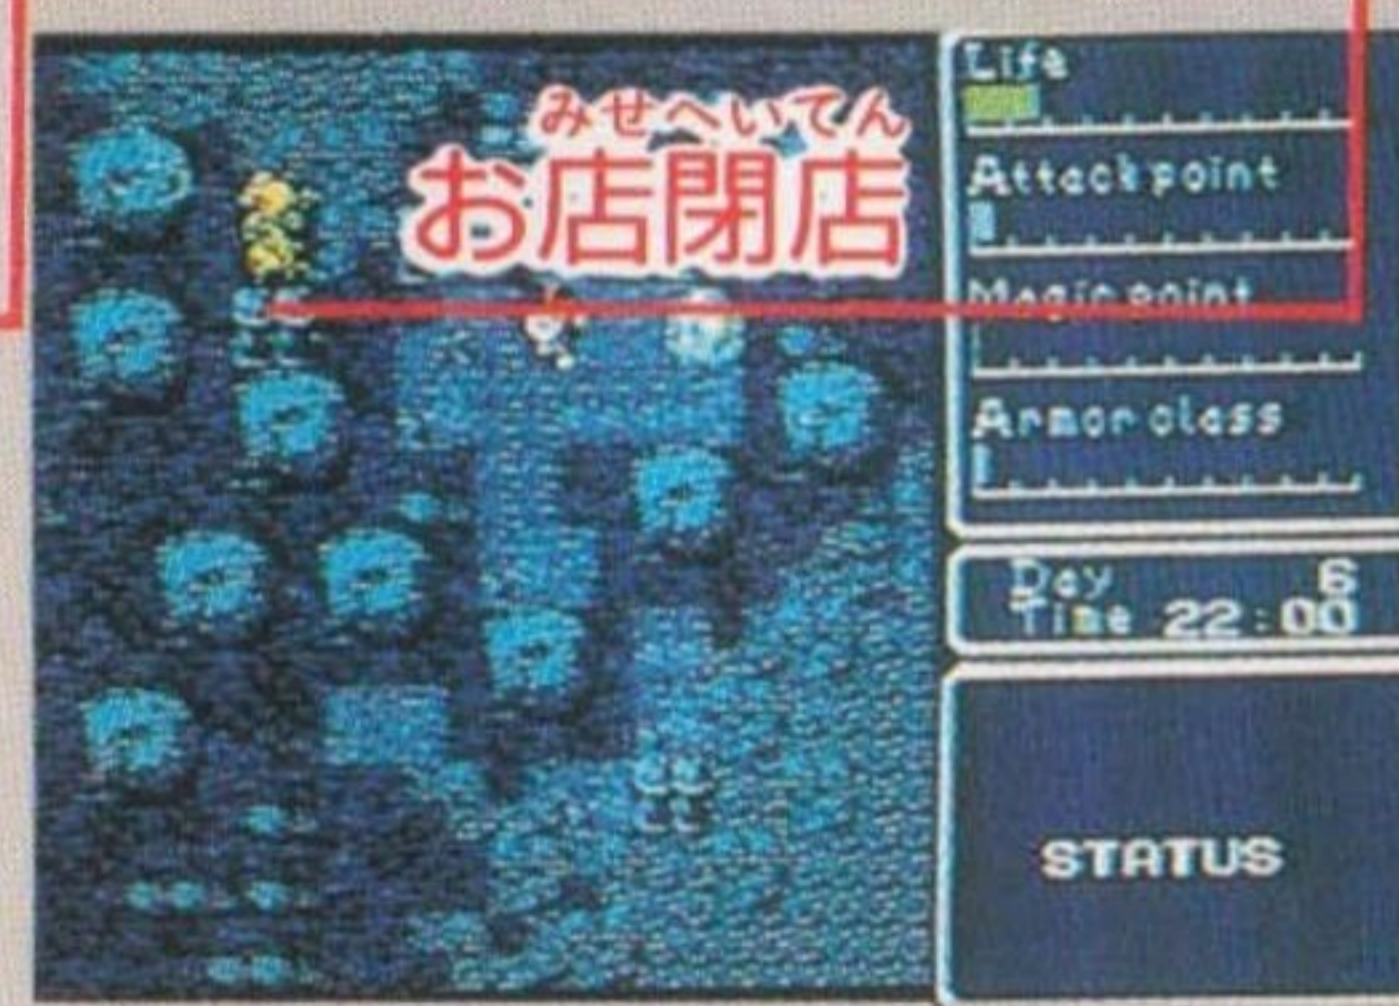 みせへいてん
お店閉店
Life
Attack point
Magic point
Armor class
Day 6
Time 22:00
STATUS